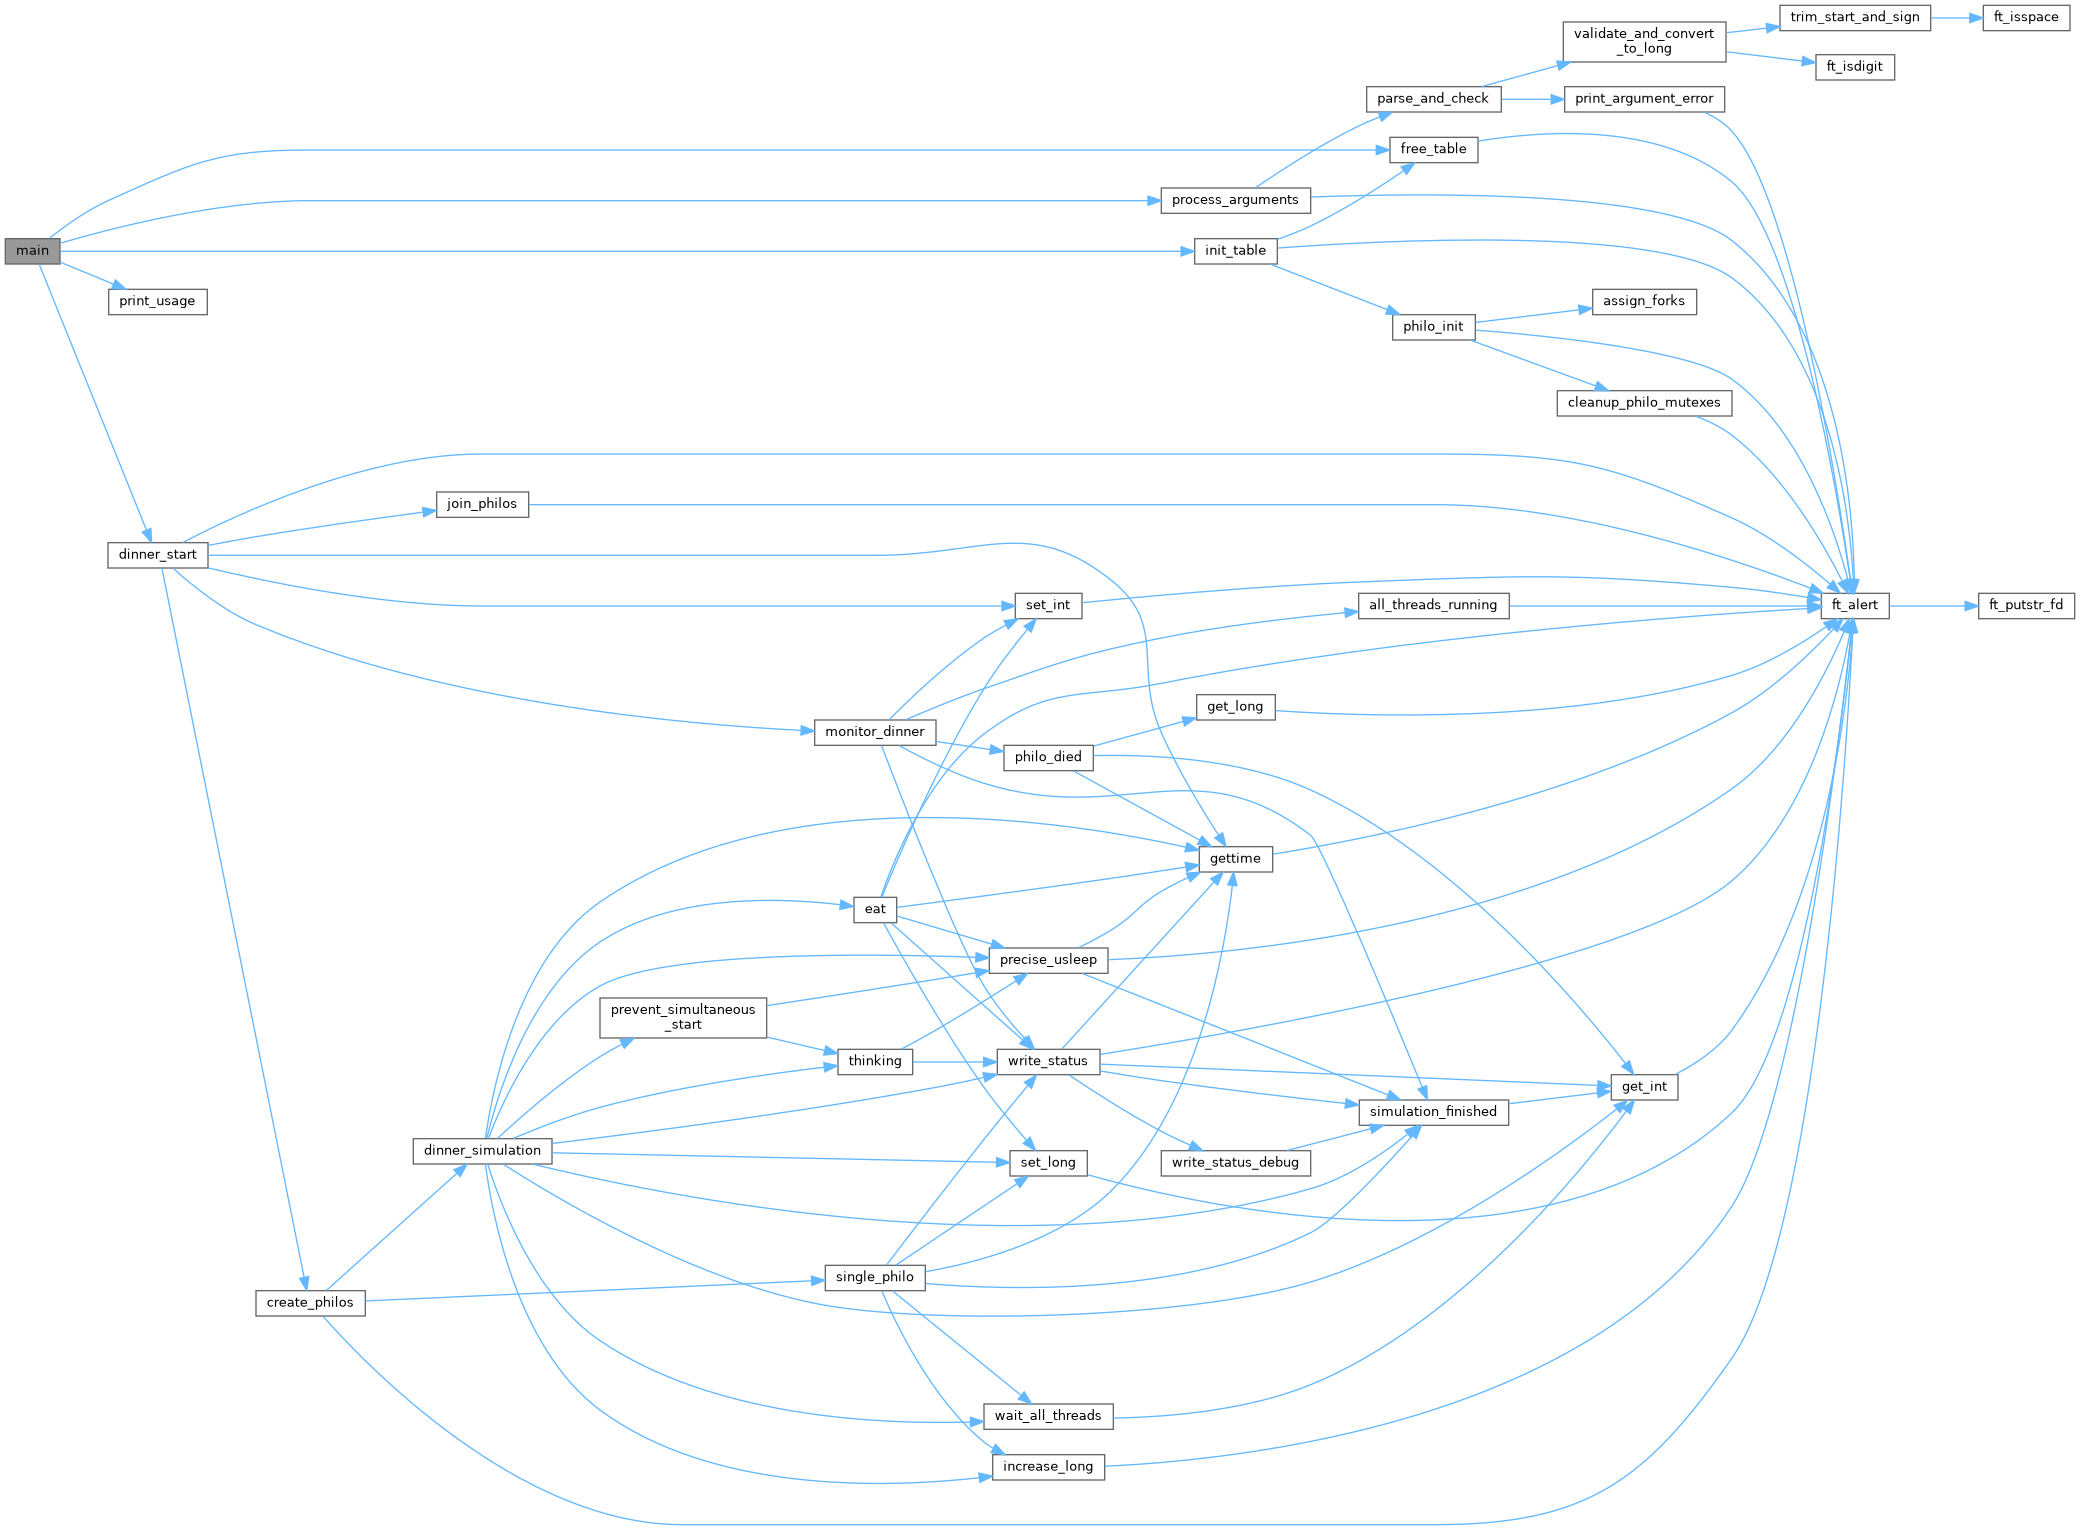 trim_start_and_sign
ft_isspace
validate_and_convert
_to_long
ft_isdigit
parse_and_check
print_argument_error
free_table
process_arguments
main
init_table
print_usage
assign_forks
philo_init
cleanup_philo_mutexes
join_philos
dinner_start
set_int
all_threads_running
ft_alert
ft_putstr_fd
get_long
monitor_dinner
philo_died
gettime
eat
precise_usleep
prevent_simultaneous
_start
thinking
write_status
get_int
simulation_finished
dinner_simulation
set_long
write_status_debug
single_philo
create_philos
wait_all_threads
increase_long